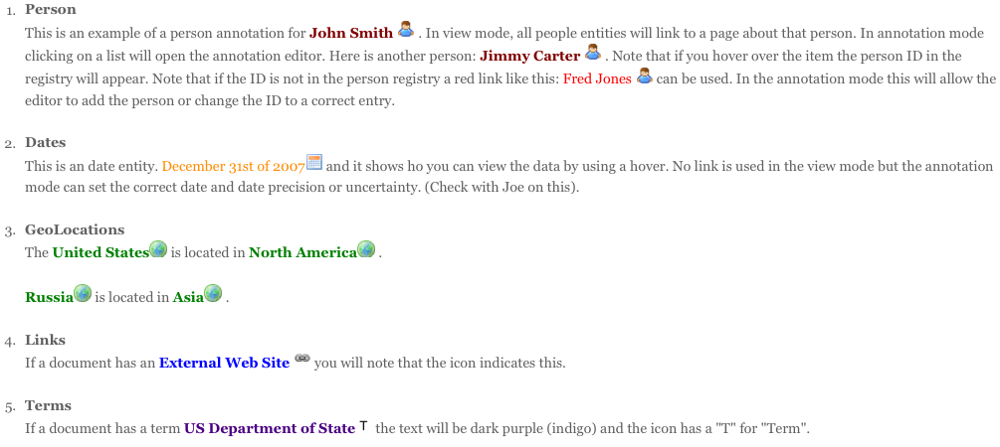 1. Person
This is an example of a person annotation for John Smith . In view mode, all people entities will link to a page about that person. In annotation mode
clicking on a list will open the annotation editor. Here is another person: Jimmy Carter . Note that if you hover over the item the person ID in the
registry will appear. Note that if the ID is not in the person registry a red link like this: Fred Jones can be used. In the annotation mode this will allow the
editor to add the person or change the ID to a correct entry.
2. Dates
This is an date entity. December 31st of 2007 and it shows ho you can view the data by using a hover. No link is used in the view mode but the annotation
mode can set the correct date and date precision or uncertainty. (Check with Joe on this).
3. GeoLocations
The United States is located in North America .
Russia is located in Asia .
4. Links
If a document has an External Web Site you will note that the icon indicates this.
5. Terms
If a document has a term US Department of State T the text will be dark purple (indigo) and the icon has a "T" for "Term".